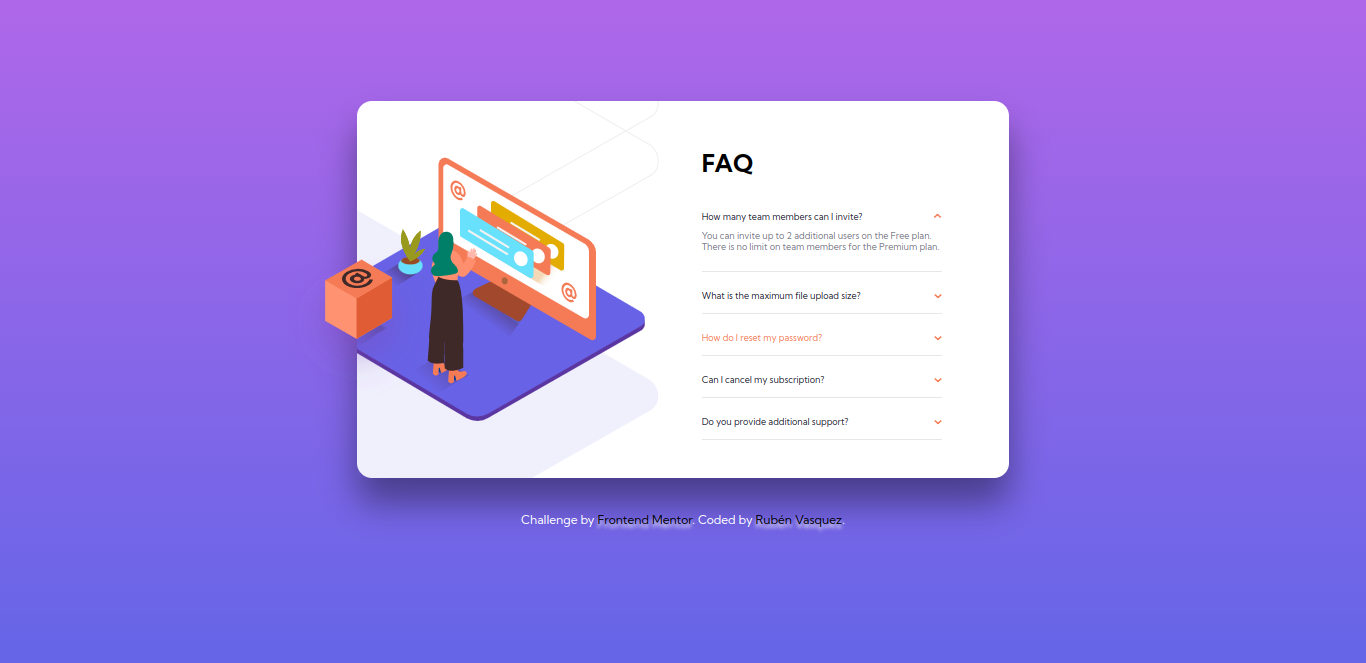 FAQ
How many team members can I invite?
You can invite up to 2 additional users on the Free plan.
There is no limit on team members for the Premium plan.
What is the maximum file upload size?
How do I reset my password?
Can I cancel my subscription?
Do you provide additional support?
@
@
@
Challenge by Frontend Mentor. Coded by Rubén Vasquez.